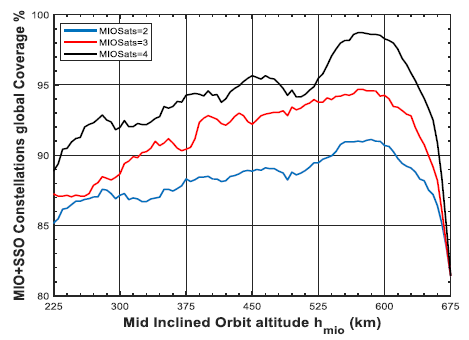 100
MIOSats=2
MIOSats=3
MIOSats=4
95
90
85
80
MIO+SSO Constellations global Coverage %
225 300 375 450 525 600 675
Mid Inclined Orbit altitude h_mio (km)